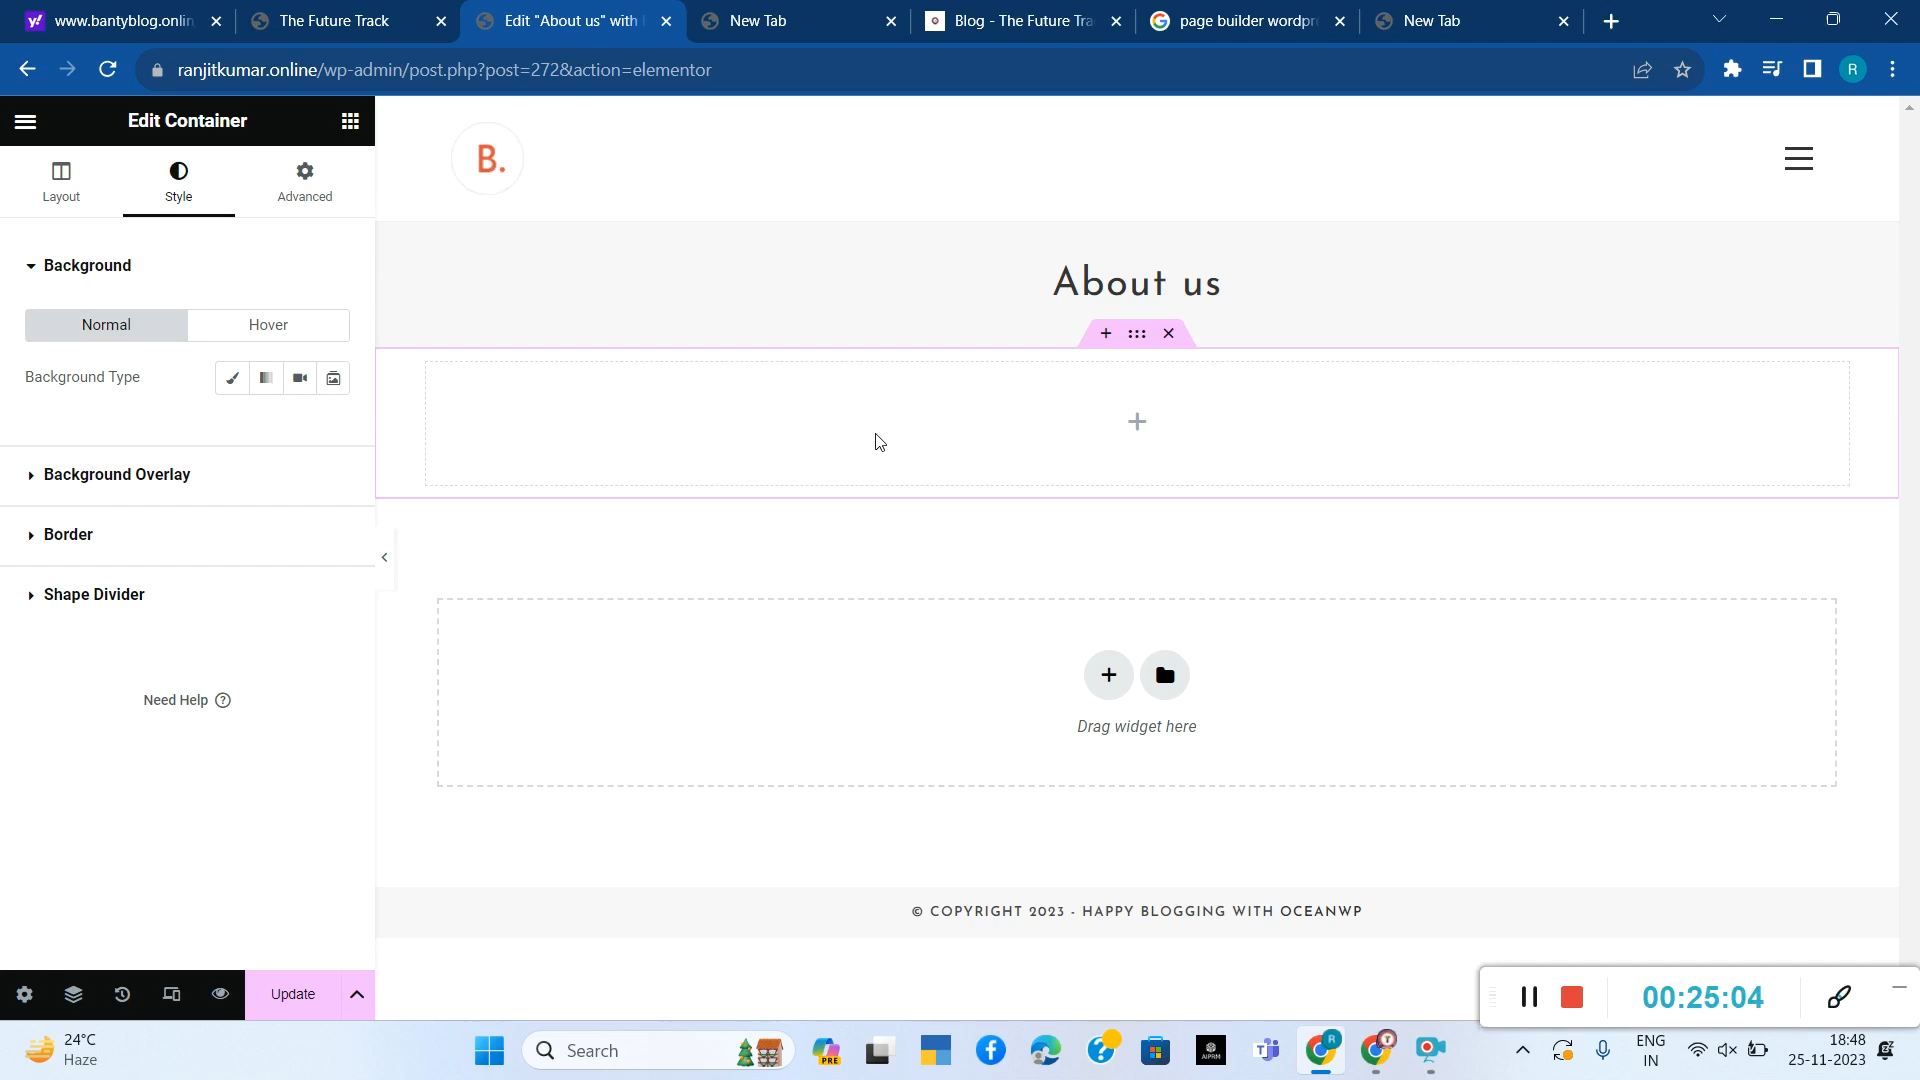 www.bantyblog.onlin
The Future Track
Edit "About us" with
New Tab
Blog - The Future Tra
page builder wordpr
New Tab
ranjitkumar.online/wp-admin/post.php?post=272&action=elementor
R
Edit Container
Layout
Style
Advanced
Background
Normal
Hover
Background Type
Background Overlay
Border
Shape Divider
Need Help
Update
B.
About us
Drag widget here
© COPYRIGHT 2023 - HAPPY BLOGGING WITH OCEANWP
00:25:04
24°C
Haze
Search
PRE
AIPRM
ENG
IN
18:48
25-11-2023